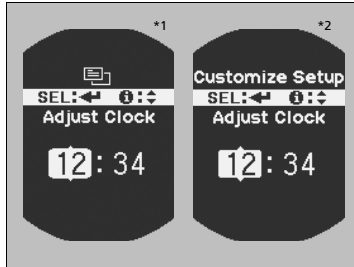 *1
SEL:↵ ℹ:⬍
Adjust Clock
12:34
*2
Customize Setup
SEL:↵ ℹ:⬍
Adjust Clock
12:34